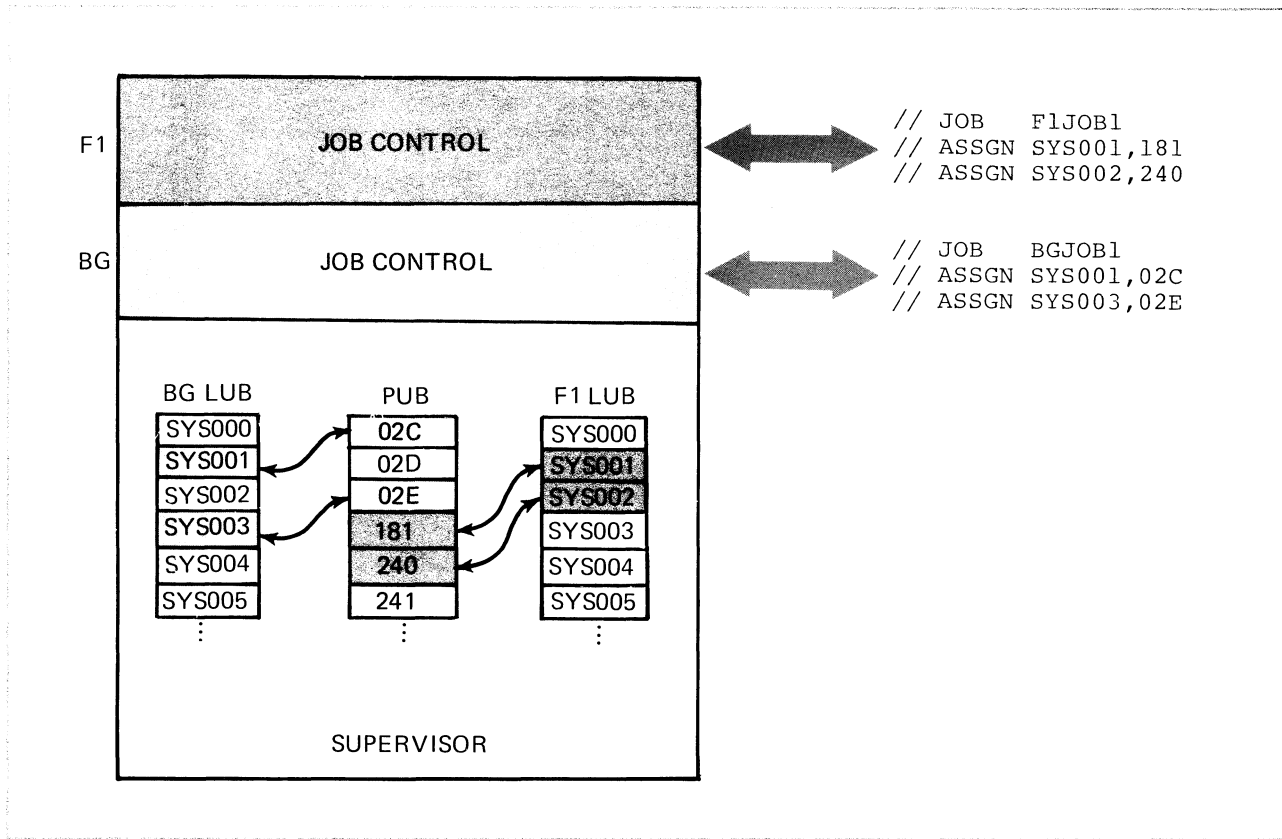 F1
JOB CONTROL
// JOB F1JOB1
// ASSGN SYS001,181
// ASSGN SYS002,240
BG
JOB CONTROL
// JOB BGJOB1
// ASSGN SYS001,02C
// ASSGN SYS003,02E
BG LUB
SYS000
SYS001
SYS002
SYS003
SYS004
SYS005
⋮
PUB
02C
02D
02E
181
240
241
⋮
F1 LUB
SYS000
SYS001
SYS002
SYS003
SYS004
SYS005
⋮
SUPERVISOR